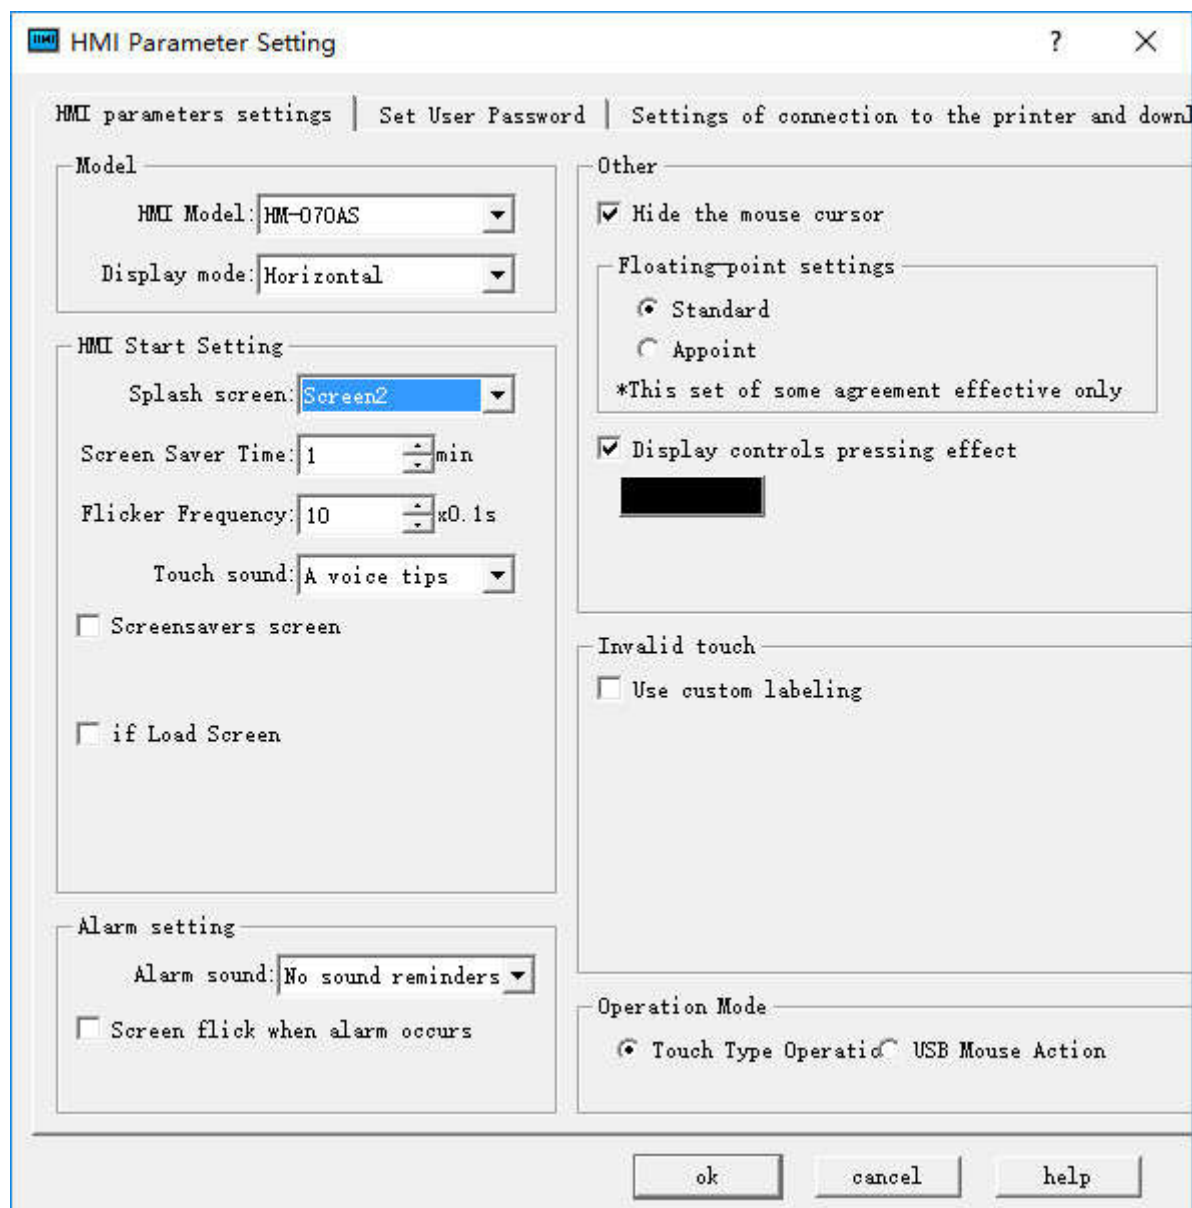 HMI Parameter Setting
HMI parameters settings
Set User Password
Settings of connection to the printer and downl
Model
HMI Model: HM-070AS
Display mode: Horizontal
HMI Start Setting
Splash screen: Screen2
Screen Saver Time: 1 min
Flicker Frequency: 10 x0.1s
Touch sound: A voice tips
Screensavers screen
if Load Screen
Alarm setting
Alarm sound: No sound reminders
Screen flick when alarm occurs
Other
Hide the mouse cursor
Floating-point settings
Standard
Appoint
*This set of some agreement effective only
Display controls pressing effect
Invalid touch
Use custom labeling
Operation Mode
Touch Type Operatio USB Mouse Action
ok cancel help